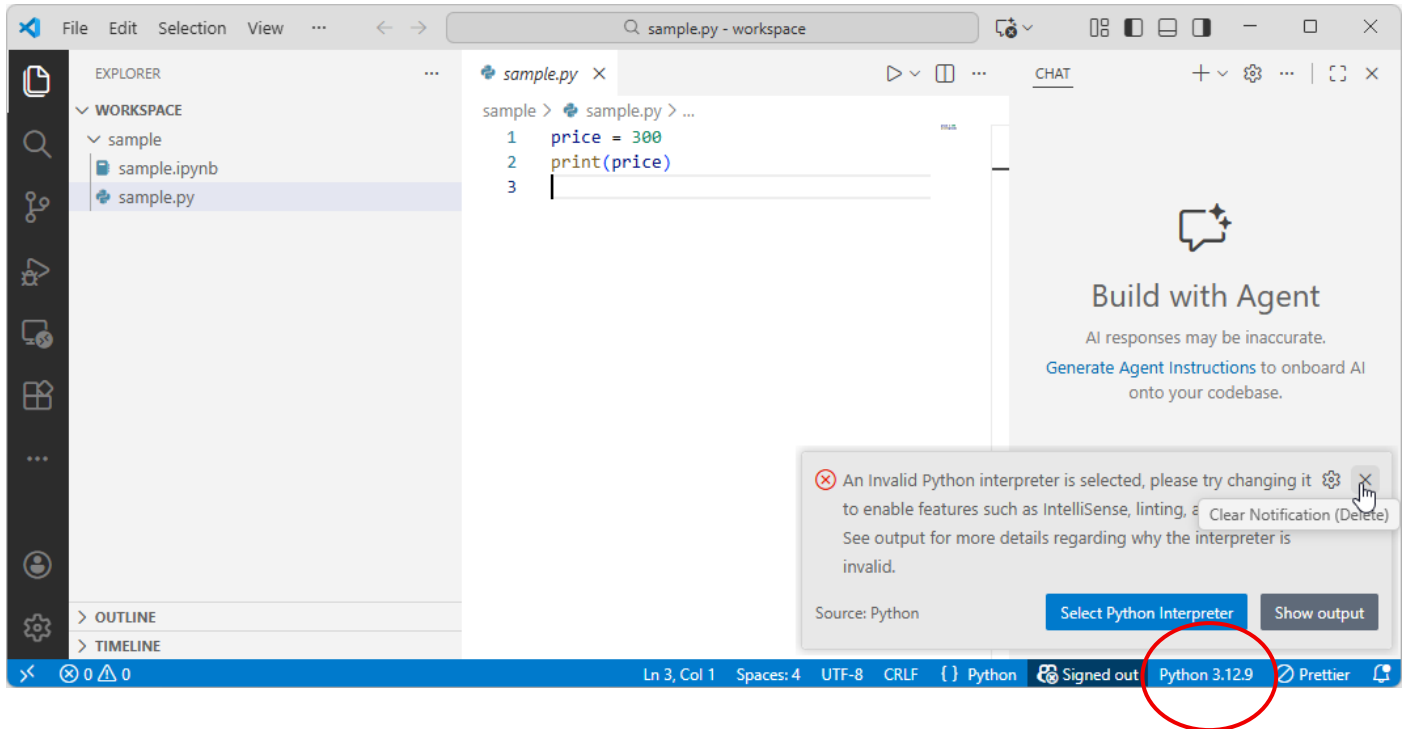 File Edit Selection View ··· sample.py - workspace
EXPLORER ···
WORKSPACE
sample
sample.ipynb
sample.py
OUTLINE
TIMELINE
sample.py
sample > sample.py > ...
1 price = 300
2 print(price)
3
CHAT
Build with Agent
AI responses may be inaccurate.
Generate Agent Instructions to onboard AI
onto your codebase.
An Invalid Python interpreter is selected, please try changing it
to enable features such as IntelliSense, linting,
Clear Notification (Delete)
See output for more details regarding why the interpreter is
invalid.
Source: Python
Select Python Interpreter
Show output
0 0 Ln 3, Col 1 Spaces: 4 UTF-8 CRLF { } Python Signed out Python 3.12.9 Prettier